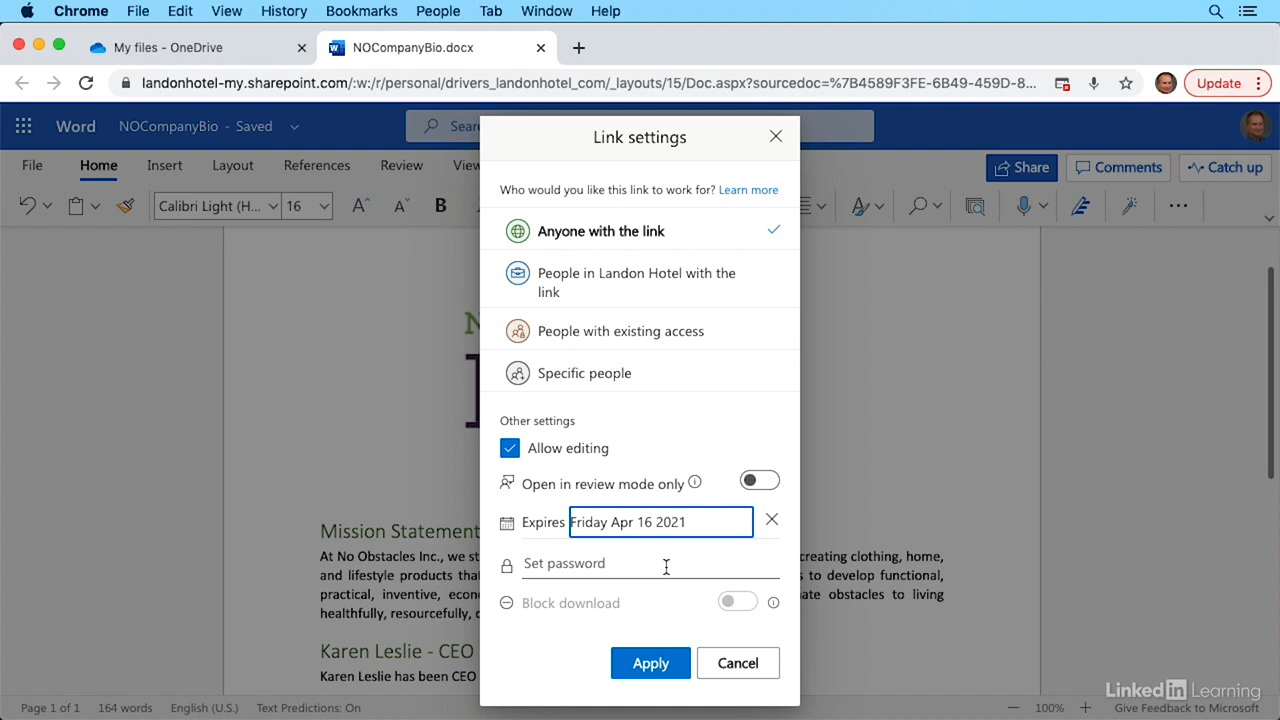 Chrome File Edit View History Bookmarks People Tab Window Help
My files - OneDrive
NOCompanyBio.docx
landonhotel-my.sharepoint.com/:w:/r/personal/drivers_landonhotel_com/_layouts/15/Doc.aspx?sourcedoc=%7B4589F3FE-6B49-459D-8...
Update
Word NOCompanyBio - Saved
Sear
File Home Insert Layout References Review View
Share Comments Catch up
Calibri Light (H... 16
B
Link settings
Who would you like this link to work for? Learn more
Anyone with the link
People in Landon Hotel with the
link
People with existing access
Specific people
Other settings
Allow editing
Open in review mode only
Expires Friday Apr 16 2021
Set password
Block download
Apply Cancel
N
Mission Statement
At No Obstacles Inc., we st creating clothing, home,
and lifestyle products tha s to develop functional,
practical, inventive, econ ate obstacles to living
healthfully, resourcefully,
Karen Leslie - CEO
Karen Leslie has been CEO
LinkedIn Learning
Page 1 of 1 164 words English (U.S.) Text Predictions: On
100% Give Feedback to Microsoft